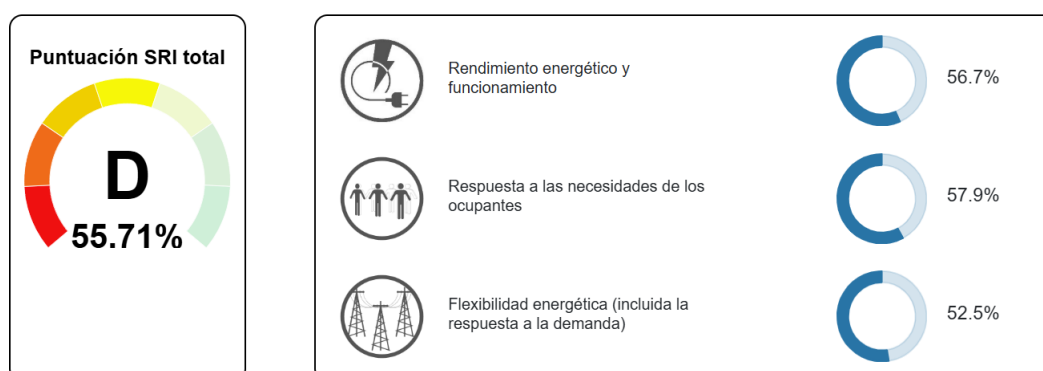 Puntuación SRI total
D
55.71%
Rendimiento energético y
funcionamiento
56.7%
Respuesta a las necesidades de los
ocupantes
57.9%
Flexibilidad energética (incluida la
respuesta a la demanda)
52.5%